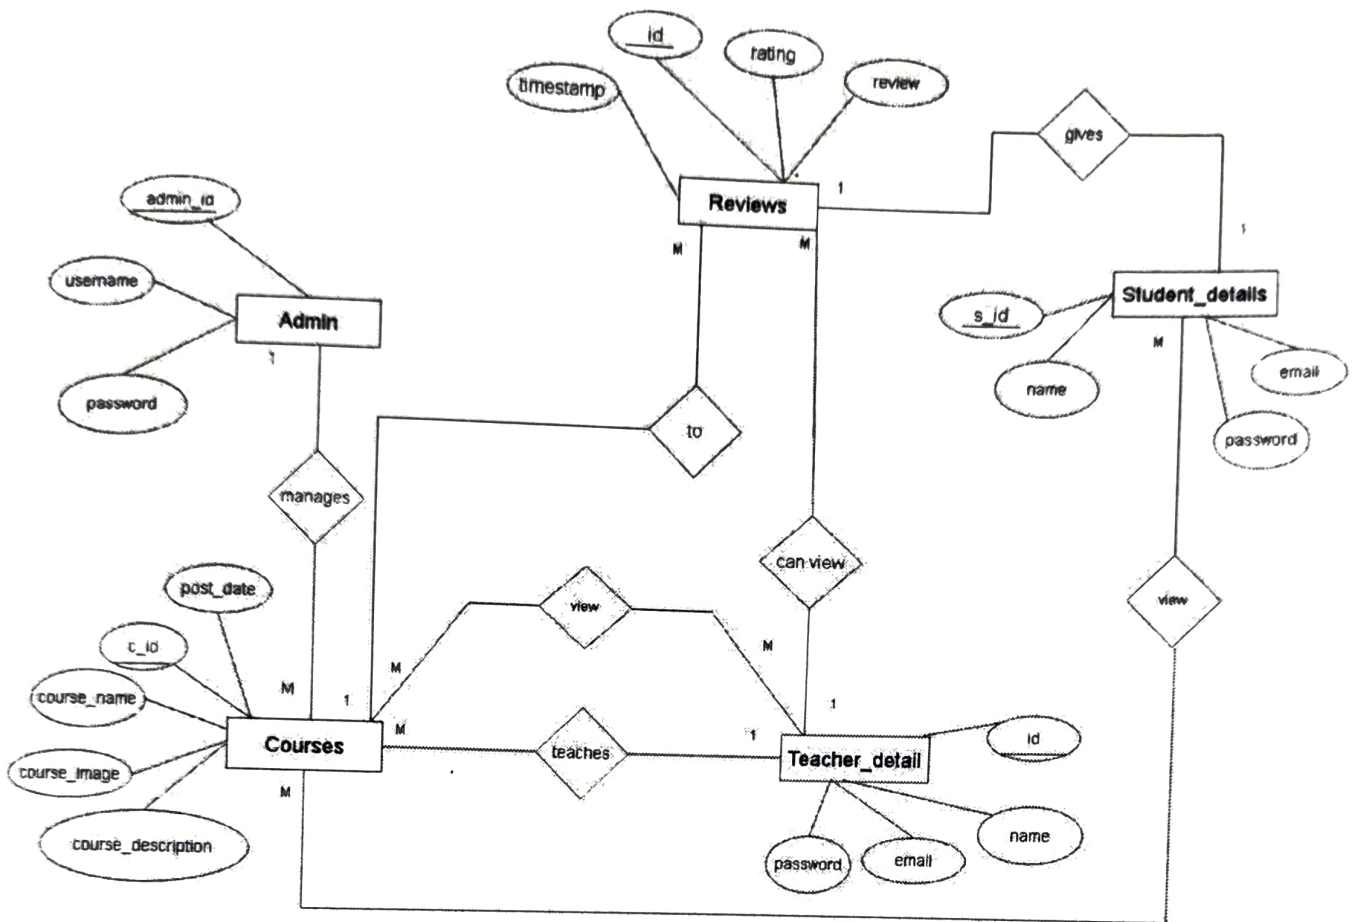 id
rating
timestamp
review
gives
admin_id
Reviews
1
username
M
M
1
Student_details
Admin
s_id
1
M
email
password
name
to
password
manages
can view
post_date
view
view
c_id
M
M
course_name
M
1
1
M
1
id
Courses
teaches
Teacher_detail
course_image
M
name
course_description
password
email